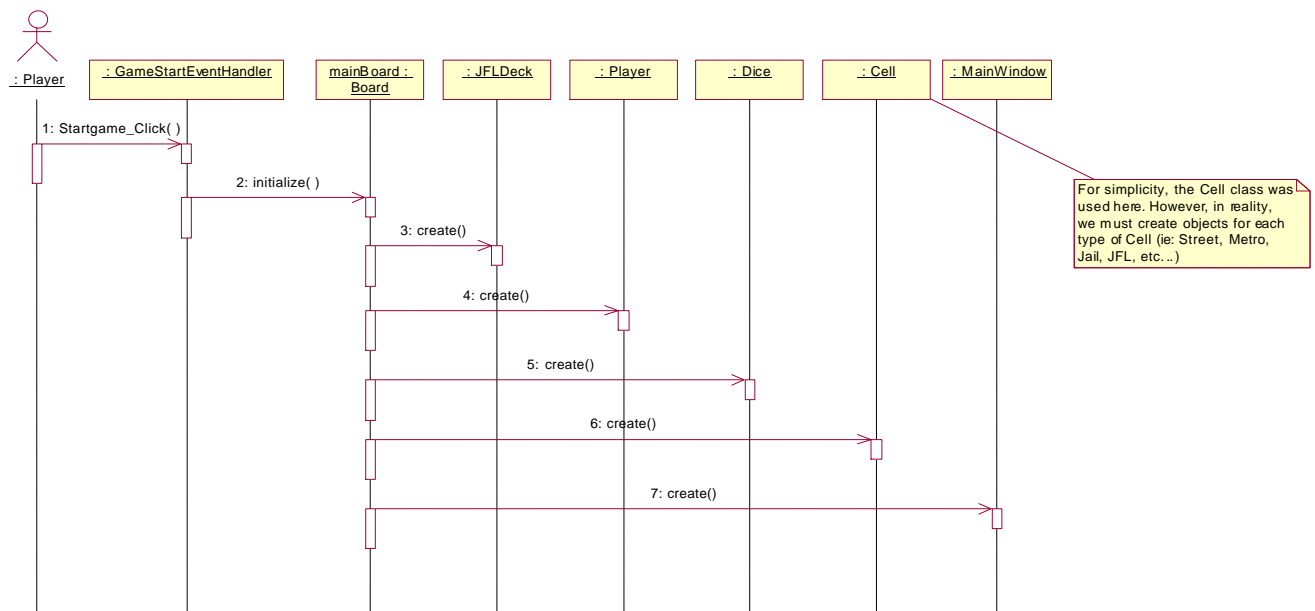 : Player
: GameStartEventHandler
mainBoard :
Board
: JFLDeck
: Player
: Dice
: Cell
: MainWindow
1: Startgame_Click( )
2: initialize( )
3: create()
4: create()
5: create()
6: create()
7: create()
For simplicity, the Cell class was
used here. However, in reality,
we must create objects for each
type of Cell (ie: Street, Metro,
Jail, JFL, etc...)